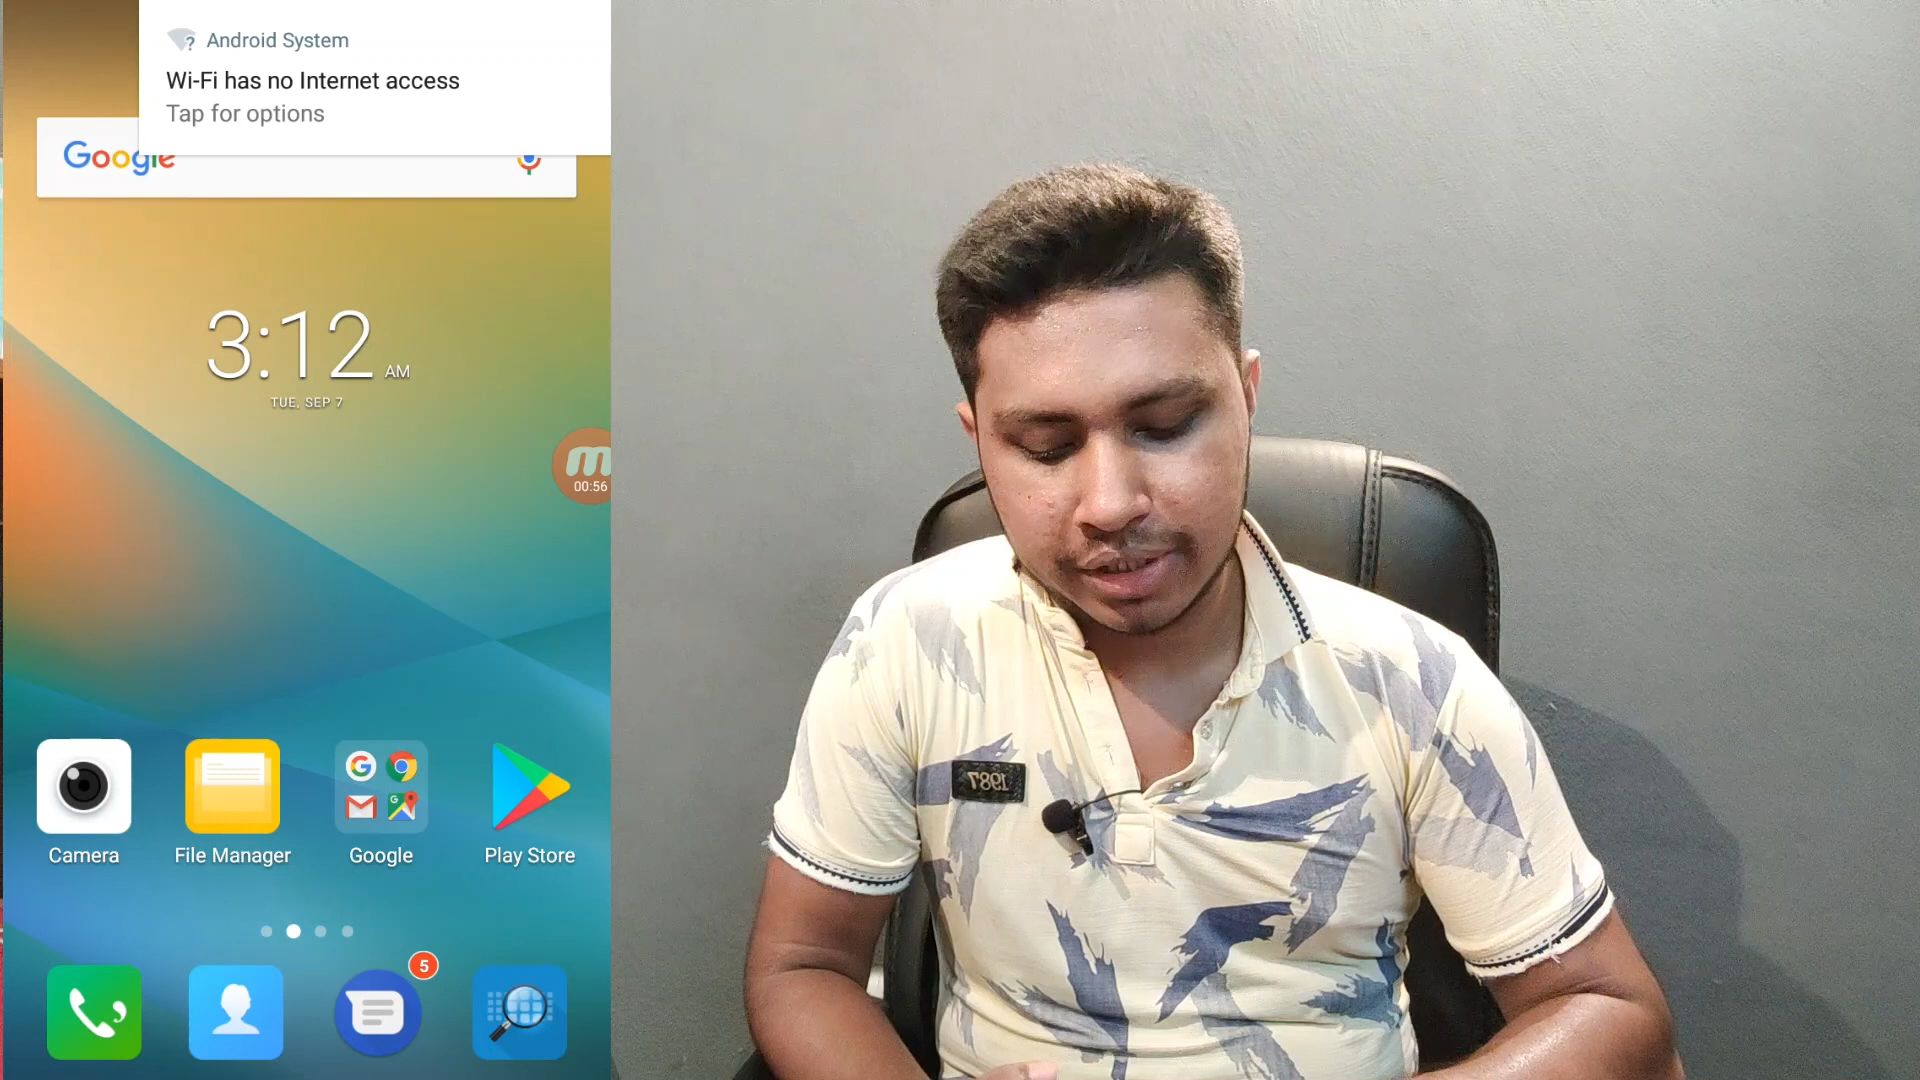 Android System
Wi-Fi has no Internet access
Tap for options
Google
3:12 AM
TUE, SEP 7
m
00:56
Camera
File Manager
Google
Play Store
5
1987